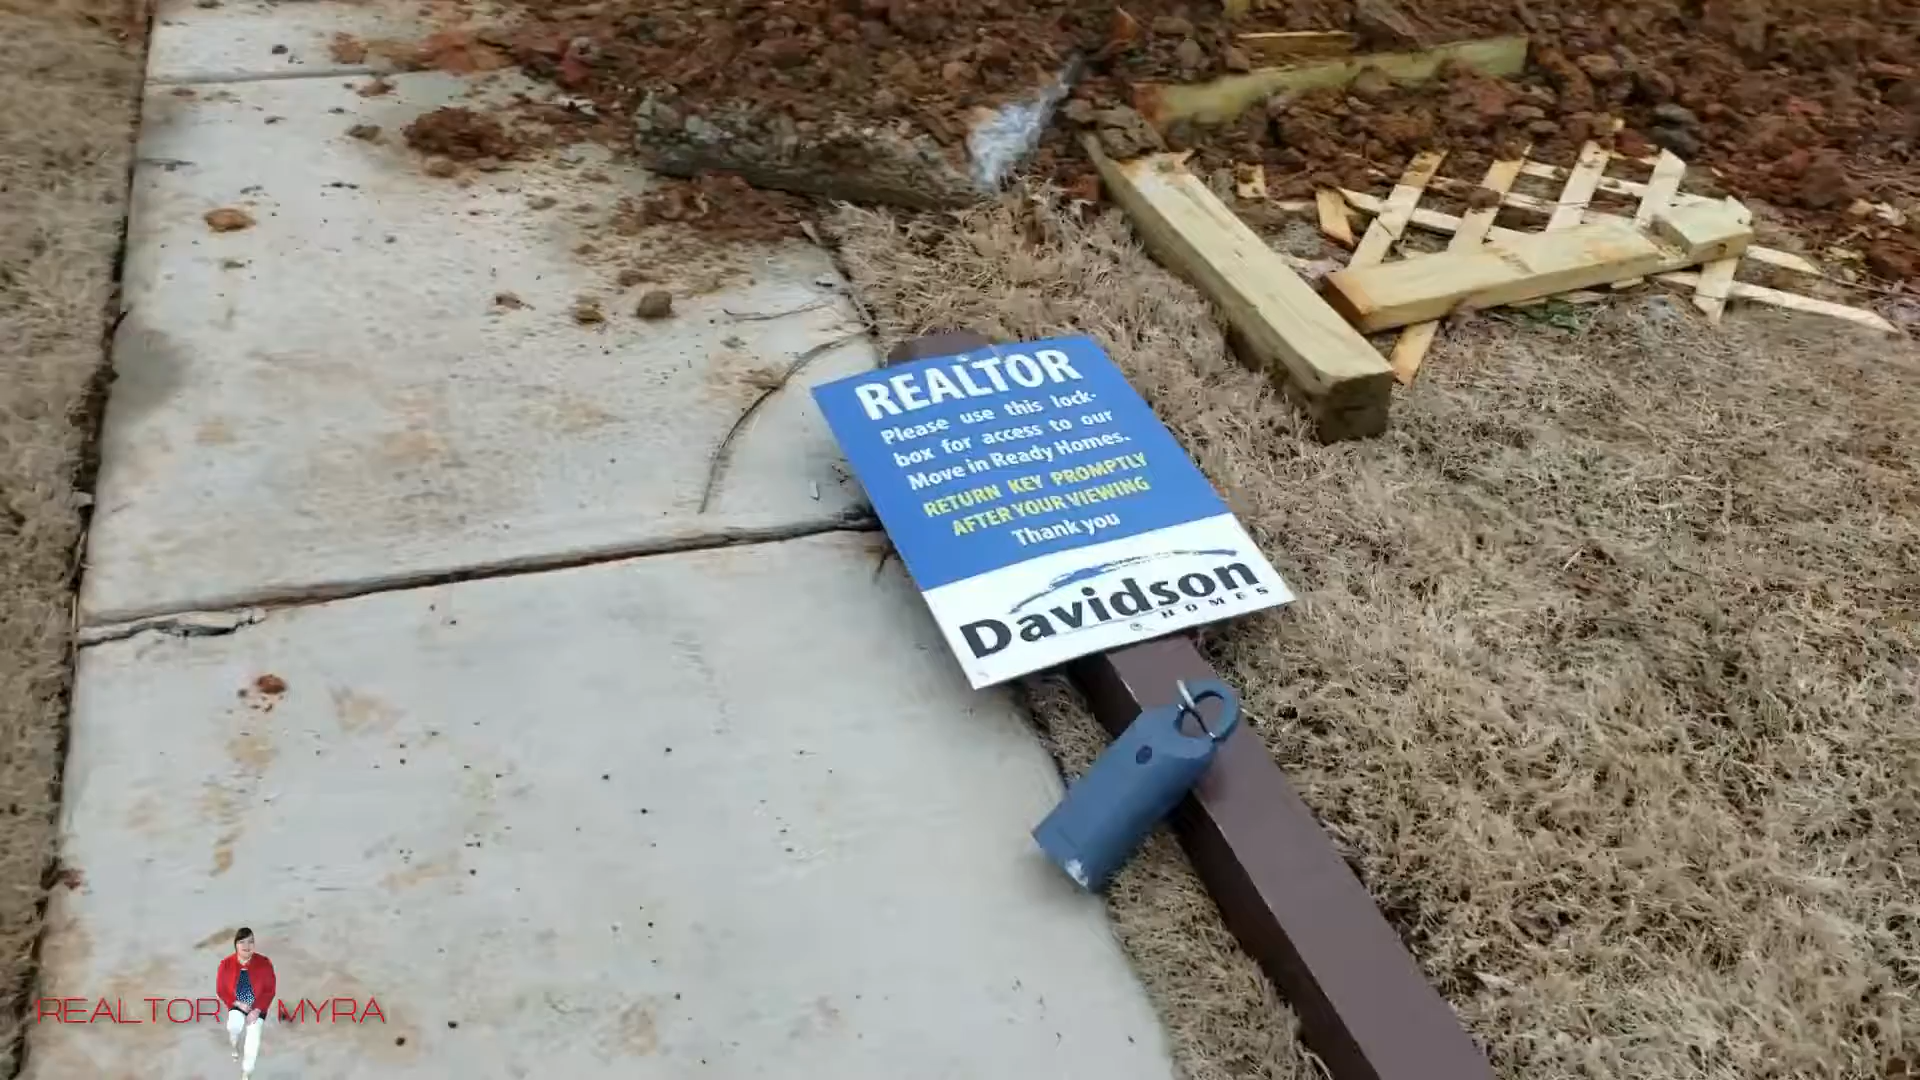 REALTOR
Please use this lock-
box for access to our
Move in Ready Homes.
RETURN KEY PROMPTLY
AFTER YOUR VIEWING
Thank you
Davidson
HOMES
REALTOR MYRA